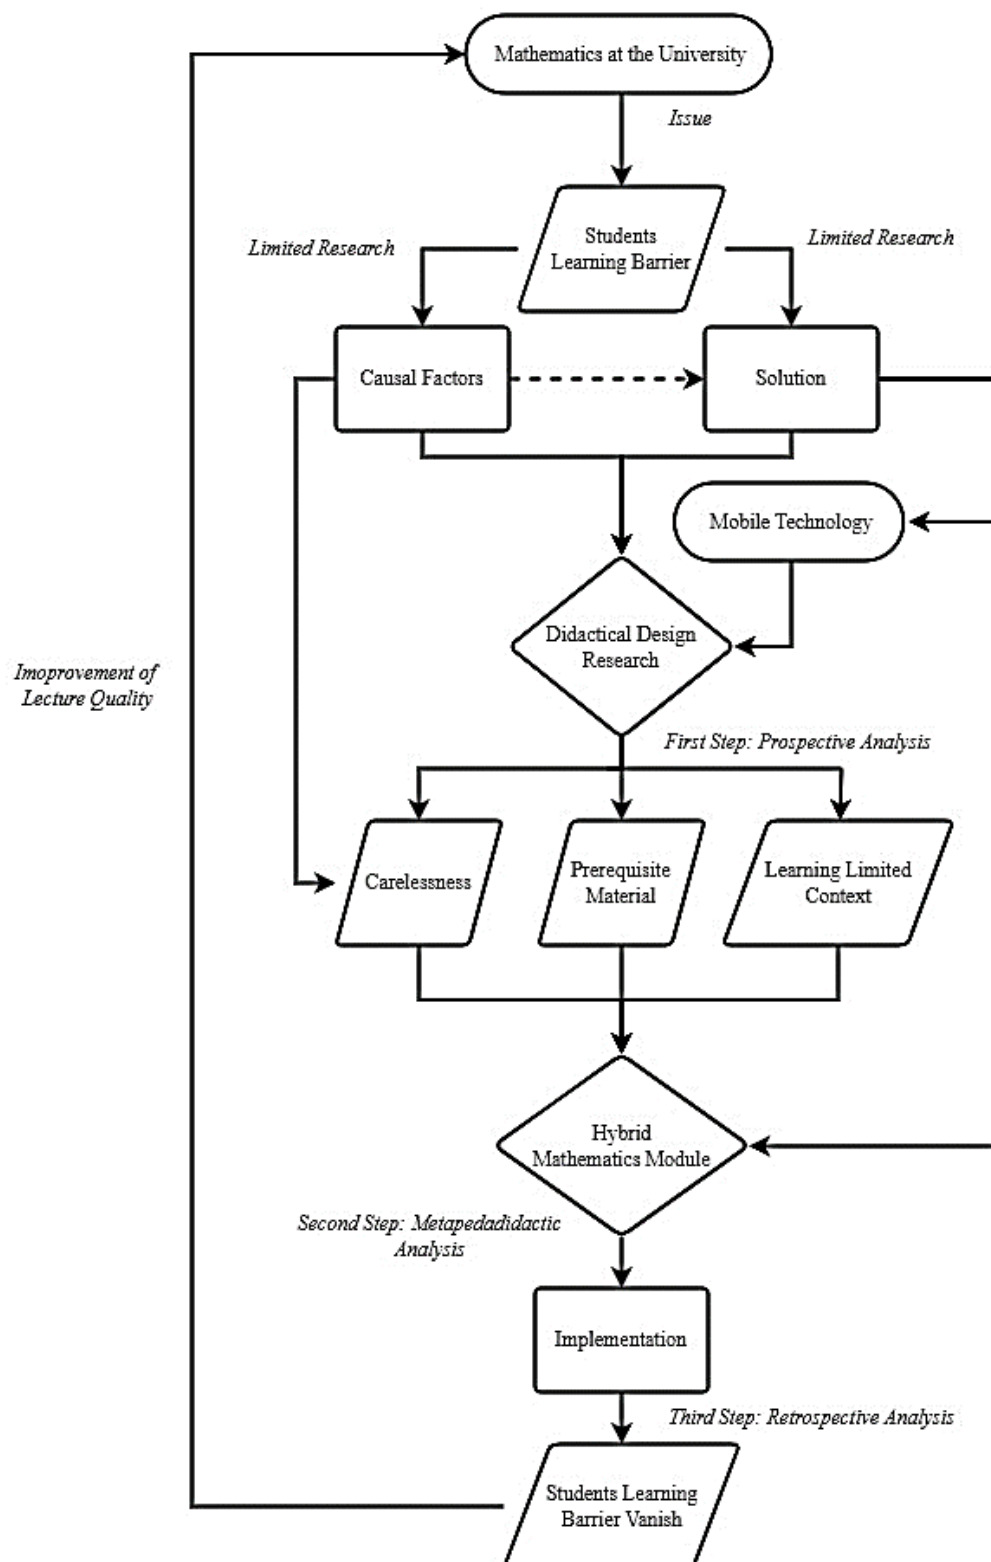 Mathematics at the University
Issue
Students
Learning Barrier
Limited Research
Limited Research
Causal Factors
Solution
Mobile Technology
Didactical Design
Research
Imoprovement of
Lecture Quality
First Step: Prospective Analysis
Carelessness
Prerequisite
Material
Learning Limited
Context
Hybrid
Mathematics Module
Second Step: Metapedadidactic
Analysis
Implementation
Third Step: Retrospective Analysis
Students Learning
Barrier Vanish